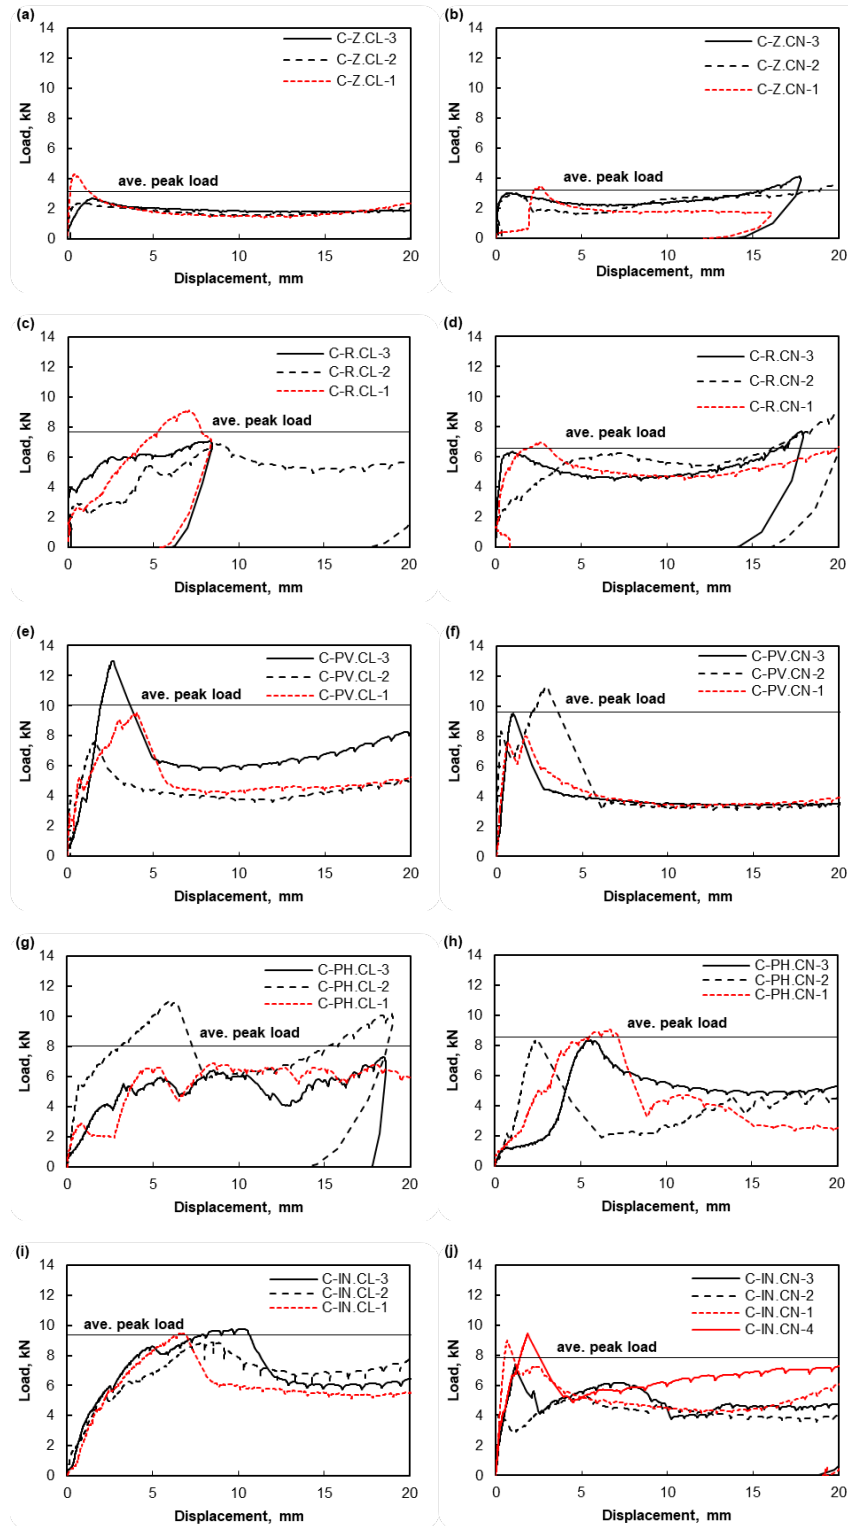 (a)
C-Z.CL-3
C-Z.CL-2
C-Z.CL-1
ave. peak load
Load, kN
14
12
10
8
6
4
2
0
0 5 10 15 20
Displacement, mm
(b)
C-Z.CN-3
C-Z.CN-2
C-Z.CN-1
ave. peak load
Load, kN
14
12
10
8
6
4
2
0
0 5 10 15 20
Displacement, mm
(c)
C-R.CL-3
C-R.CL-2
C-R.CL-1
ave. peak load
Load, kN
14
12
10
8
6
4
2
0
0 5 10 15 20
Displacement, mm
(d)
C-R.CN-3
C-R.CN-2
C-R.CN-1
ave. peak load
Load, kN
14
12
10
8
6
4
2
0
0 5 10 15 20
Displacement, mm
(e)
C-PV.CL-3
C-PV.CL-2
C-PV.CL-1
ave. peak load
Load, kN
14
12
10
8
6
4
2
0
0 5 10 15 20
Displacement, mm
(f)
C-PV.CN-3
C-PV.CN-2
C-PV.CN-1
ave. peak load
Load, kN
14
12
10
8
6
4
2
0
0 5 10 15 20
Displacement, mm
(g)
C-PH.CL-3
C-PH.CL-2
C-PH.CL-1
ave. peak load
Load, kN
14
12
10
8
6
4
2
0
0 5 10 15 20
Displacement, mm
(h)
C-PH.CN-3
C-PH.CN-2
C-PH.CN-1
ave. peak load
Load, kN
14
12
10
8
6
4
2
0
0 5 10 15 20
Displacement, mm
(i)
C-IN.CL-3
C-IN.CL-2
C-IN.CL-1
ave. peak load
Load, kN
14
12
10
8
6
4
2
0
0 5 10 15 20
Displacement, mm
(j)
C-IN.CN-3
C-IN.CN-2
C-IN.CN-1
C-IN.CN-4
ave. peak load
Load, kN
14
12
10
8
6
4
2
0
0 5 10 15 20
Displacement, mm